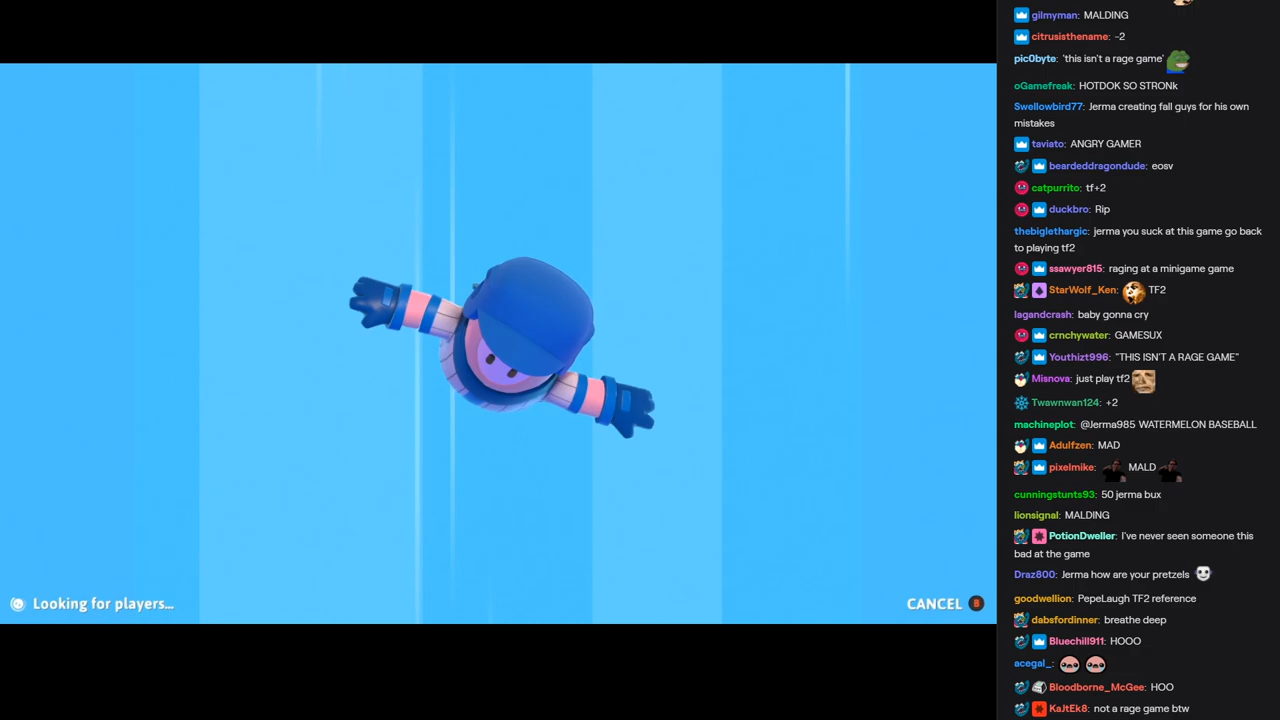 Looking for players...
CANCEL B
gilmyman: MALDING
citrusisthename: -2
pic0byte: 'this isn't a rage game'
oGamefreak: HOTDOK SO STRONk
Swellowbird77: Jerma creating fall guys for his own
mistakes
taviato: ANGRY GAMER
beardeddragondude: eosv
catpurrito: tf+2
duckbro: Rip
thebiglethargic: jerma you suck at this game go back
to playing tf2
ssawyer815: raging at a minigame game
StarWolf_Ken: TF2
lagandcrash: baby gonna cry
crnchywater: GAMESUX
Youthizt996: "THIS ISN'T A RAGE GAME"
Misnova: just play tf2
Twawnwan124: +2
machineplot: @Jerma985 WATERMELON BASEBALL
Adulfzen: MAD
pixelmike: MALD
cunningstunts93: 50 jerma bux
lionsignal: MALDING
PotionDweller: I've never seen someone this
bad at the game
Draz800: Jerma how are your pretzels
goodwellion: PepeLaugh TF2 reference
dabsfordinner: breathe deep
Bluechill911: HOOO
acegal_:
Bloodborne_McGee: HOO
KaJtEk8: not a rage game btw